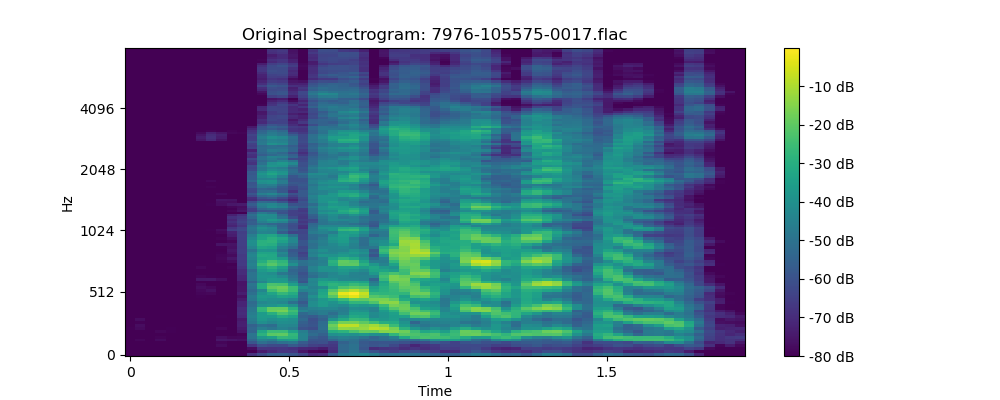 Original Spectrogram: 7976-105575-0017.flac
Hz
4096
2048
1024
512
0
0
0.5
1
1.5
Time
-10 dB
-20 dB
-30 dB
-40 dB
-50 dB
-60 dB
-70 dB
-80 dB